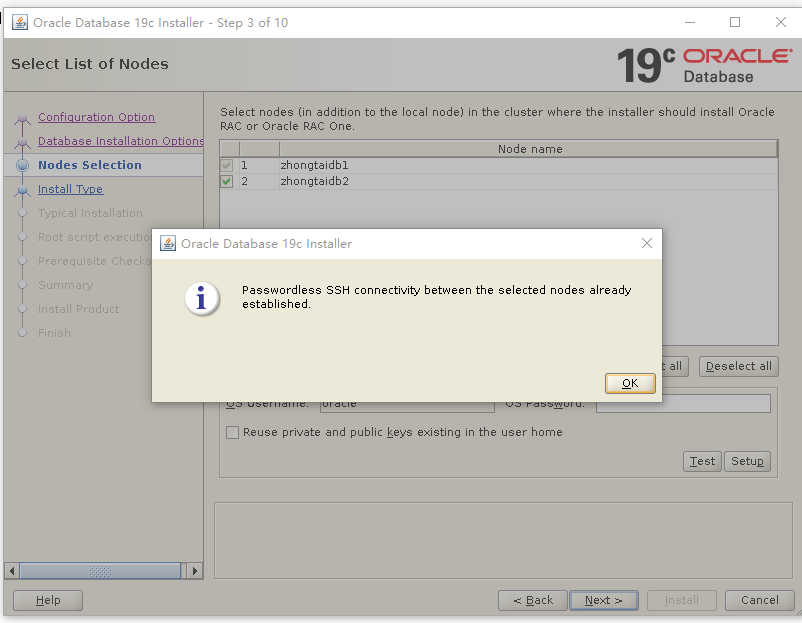 Oracle Database 19c Installer - Step 3 of 10
Select List of Nodes
19c ORACLE
Database
Configuration Option
Database Installation Options
Nodes Selection
Install Type
Typical Installation
Root script
Prerequisite Checks
Summary
Install Product
Finish
Select nodes (in addition to the local node) in the cluster where the installer should install Oracle
RAC or Oracle RAC One.
Node name
1 zhongtaidb1
2 zhongtaidb2
Oracle Database 19c Installer
Passwordless SSH connectivity between the selected nodes already
established.
OK
all
Deselect all
OS Username: oracle OS Password:
Reuse private and public keys existing in the user home
Test Setup
Help
< Back Next > Install Cancel